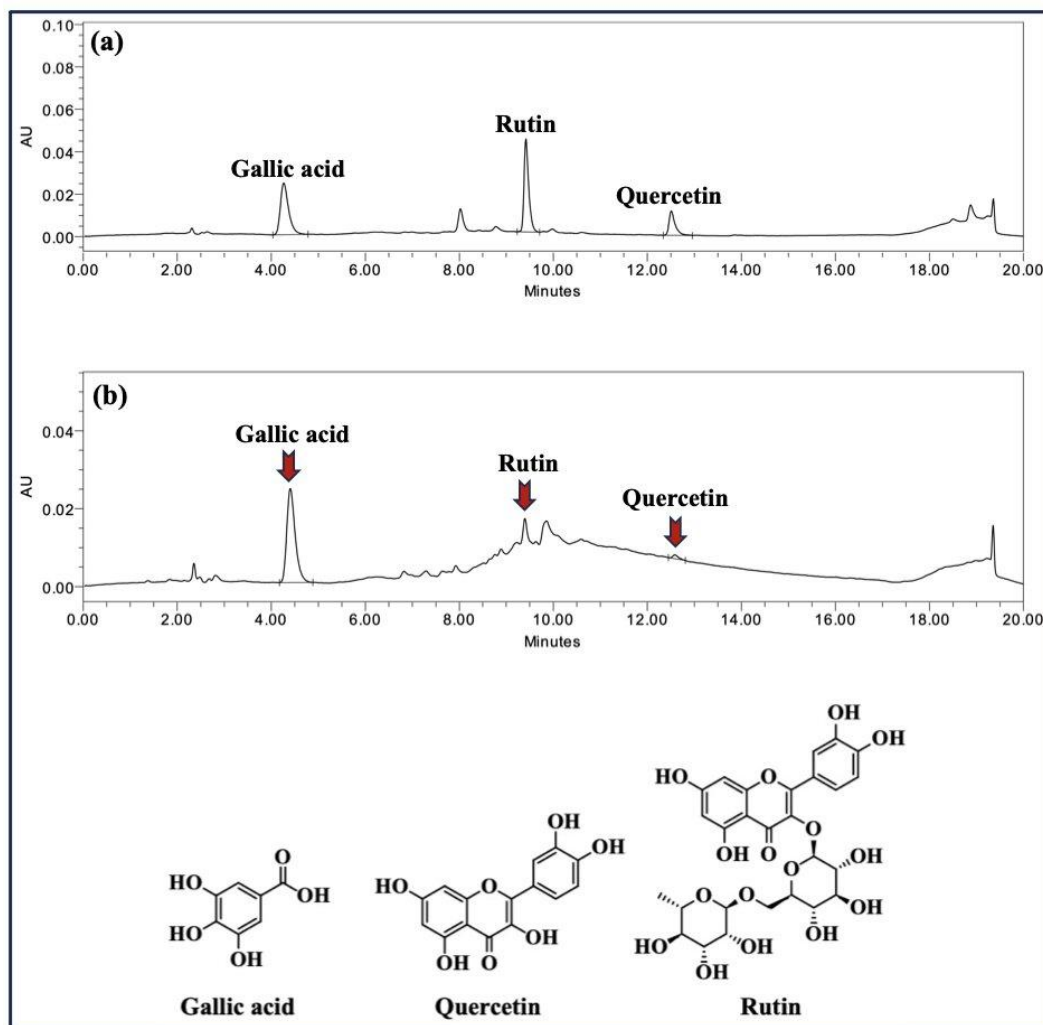 (a)
0.10
0.08
0.06
0.04
0.02
0.00
AU
Gallic acid
Rutin
Quercetin
0.00 2.00 4.00 6.00 8.00 10.00 12.00 14.00 16.00 18.00 20.00
Minutes
(b)
0.04
0.02
0.00
AU
Gallic acid
Rutin
Quercetin
0.00 2.00 4.00 6.00 8.00 10.00 12.00 14.00 16.00 18.00 20.00
Minutes
O
HO
OH
HO
OH
Gallic acid
OH
OH
HO
O
OH
OH
O
Quercetin
OH
OH
HO
O
O
OH
O
O
OH
O
O
OH
HO
OH
OH
OH
Rutin